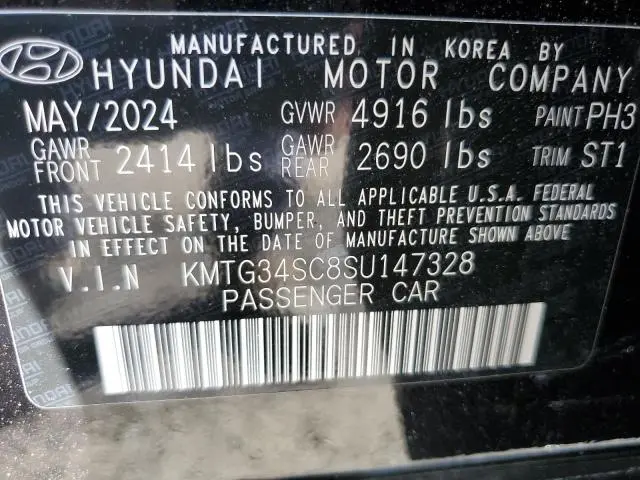 MANUFACTURED IN KOREA BY
HYUNDAI MOTOR COMPANY
MAY/2024 GVWR 4916 lbs PAINT PH3
GAWR FRONT 2414 lbs GAWR REAR 2690 lbs TRIM ST1
THIS VEHICLE CONFORMS TO ALL APPLICABLE U.S.A. FEDERAL
MOTOR VEHICLE SAFETY, BUMPER, AND THEFT PREVENTION STANDARDS
IN EFFECT ON THE DATE OF MANUFACTURE SHOWN ABOVE.
V.I.N KMTG34SC8SU147328
PASSENGER CAR